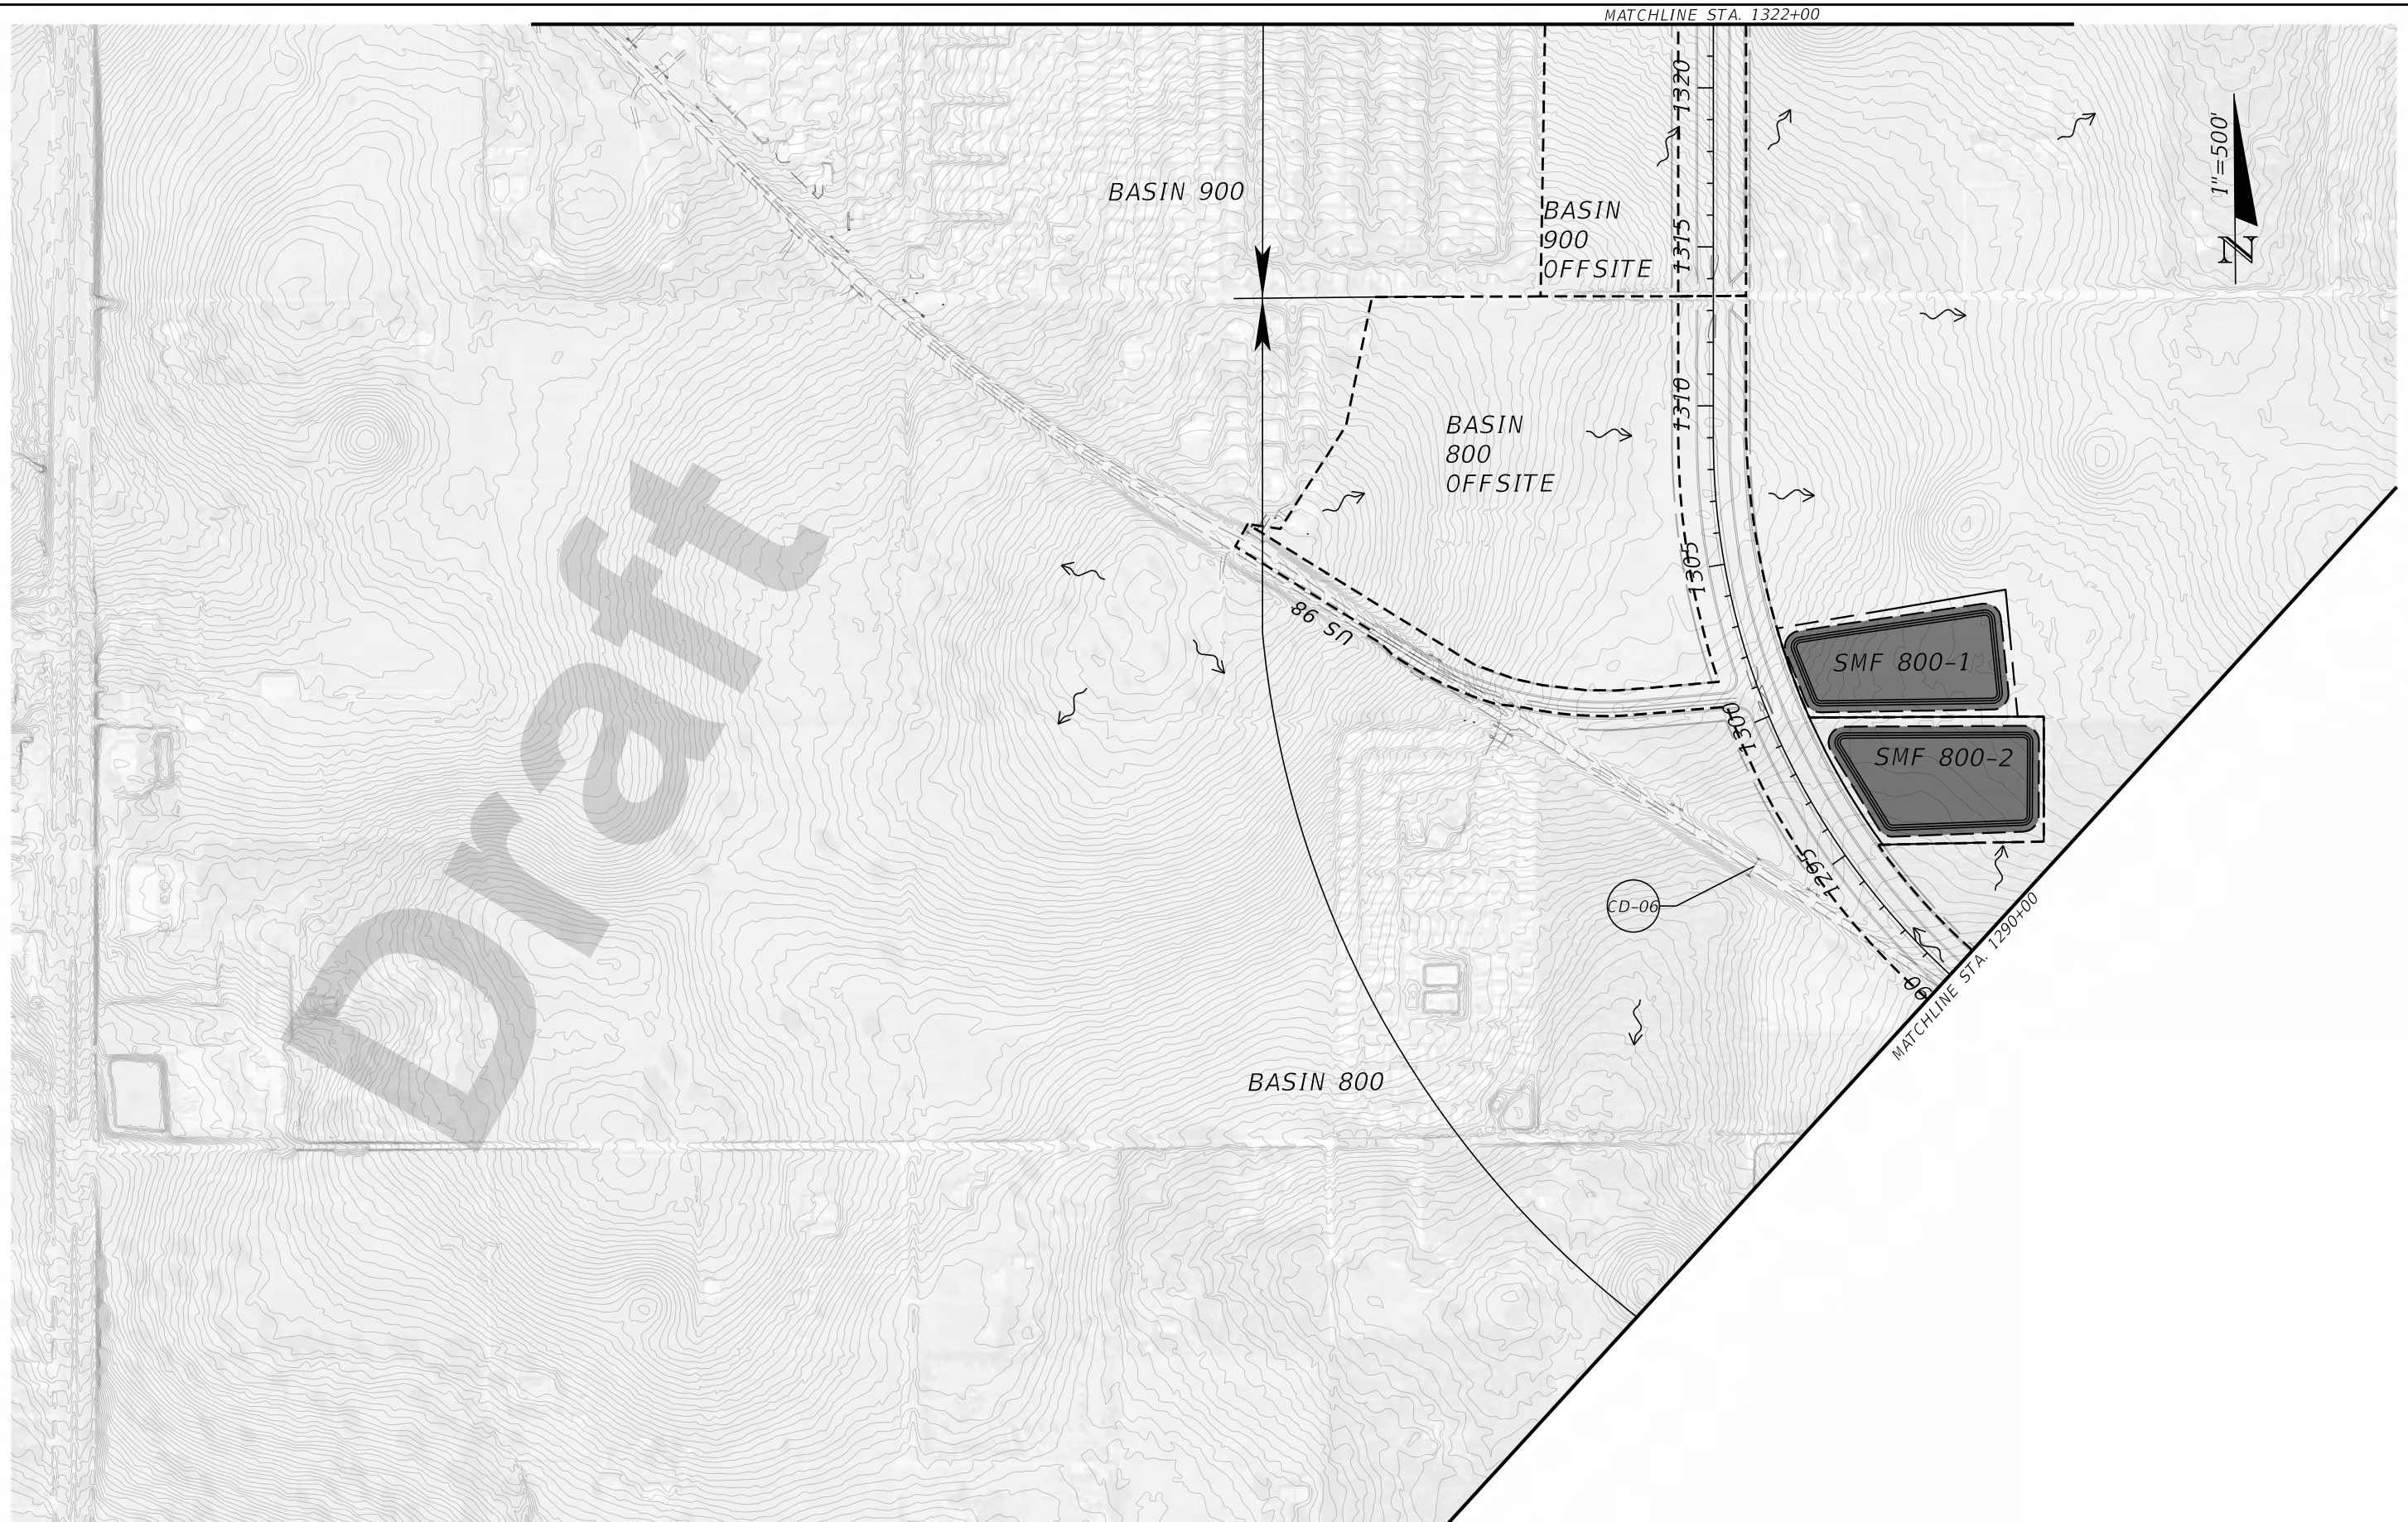 MATCHLINE STA. 1322+00
1320
1"=500'
BASIN 900
BASIN
900
OFFSITE
1315
N
1310
BASIN
800
OFFSITE
1305
US 98
SMF 800-1
1300
SMF 800-2
1295
CD-06
MATCHLINE STA. 1290+00
BASIN 800
Draft